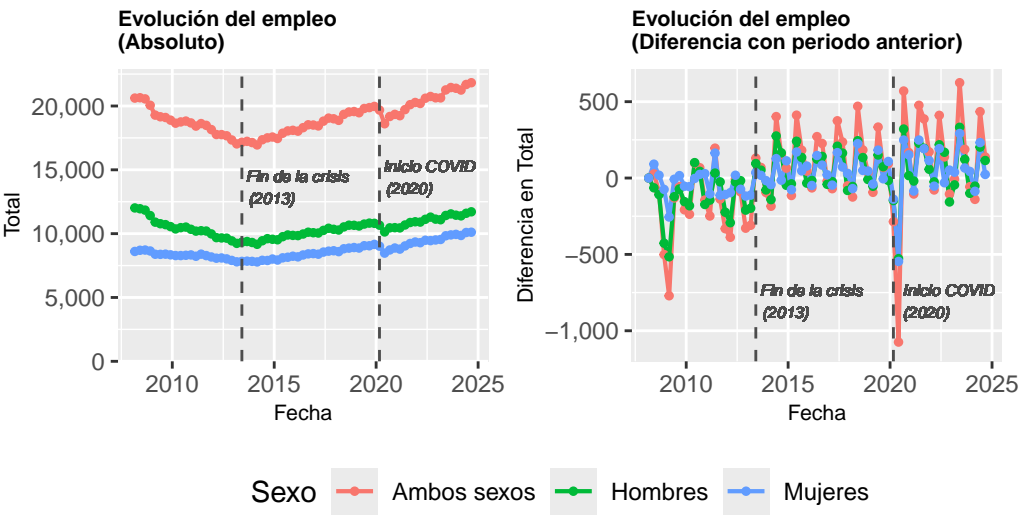 Evolución del empleo
(Absoluto)
Total
20,000
15,000
10,000
5,000
0
Fin de la crisis
(2013)
Inicio COVID
(2020)
2010
2015
2020
2025
Fecha
Evolución del empleo
(Diferencia con periodo anterior)
Diferencia en Total
500
0
−500
−1,000
Fin de la crisis
(2013)
Inicio COVID
(2020)
2010
2015
2020
2025
Fecha
Sexo
Ambos sexos
Hombres
Mujeres